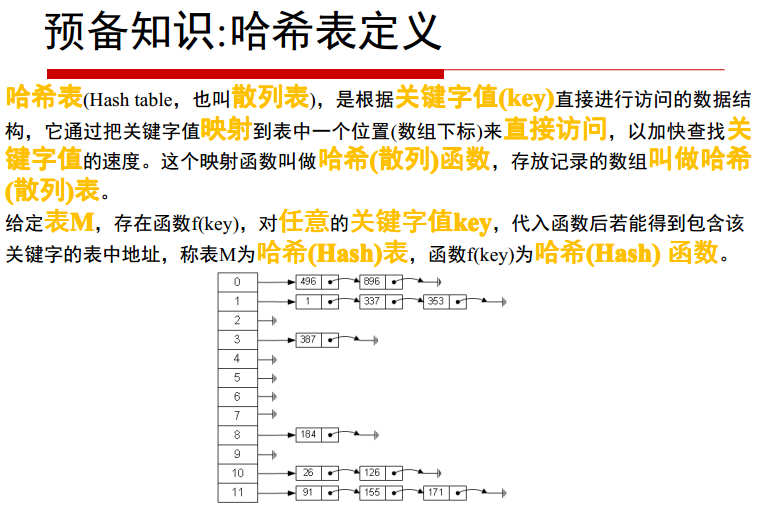 预备知识:哈希表定义
哈希表(Hash table，也叫散列表)，是根据关键字值(key)直接进行访问的数据结
构，它通过把关键字值映射到表中一个位置(数组下标)来直接访问，以加快查找关
键字值的速度。这个映射函数叫做哈希(散列)函数，存放记录的数组叫做哈希
(散列)表。
给定表M，存在函数f(key)，对任意的关键字值key，代入函数后若能得到包含该
关键字的表中地址，称表M为哈希(Hash)表，函数f(key)为哈希(Hash) 函数。
0 496 896
1 1 337 353
2
3 387
4
5
6
7
8 184
9
10 26 126
11 91 155 171